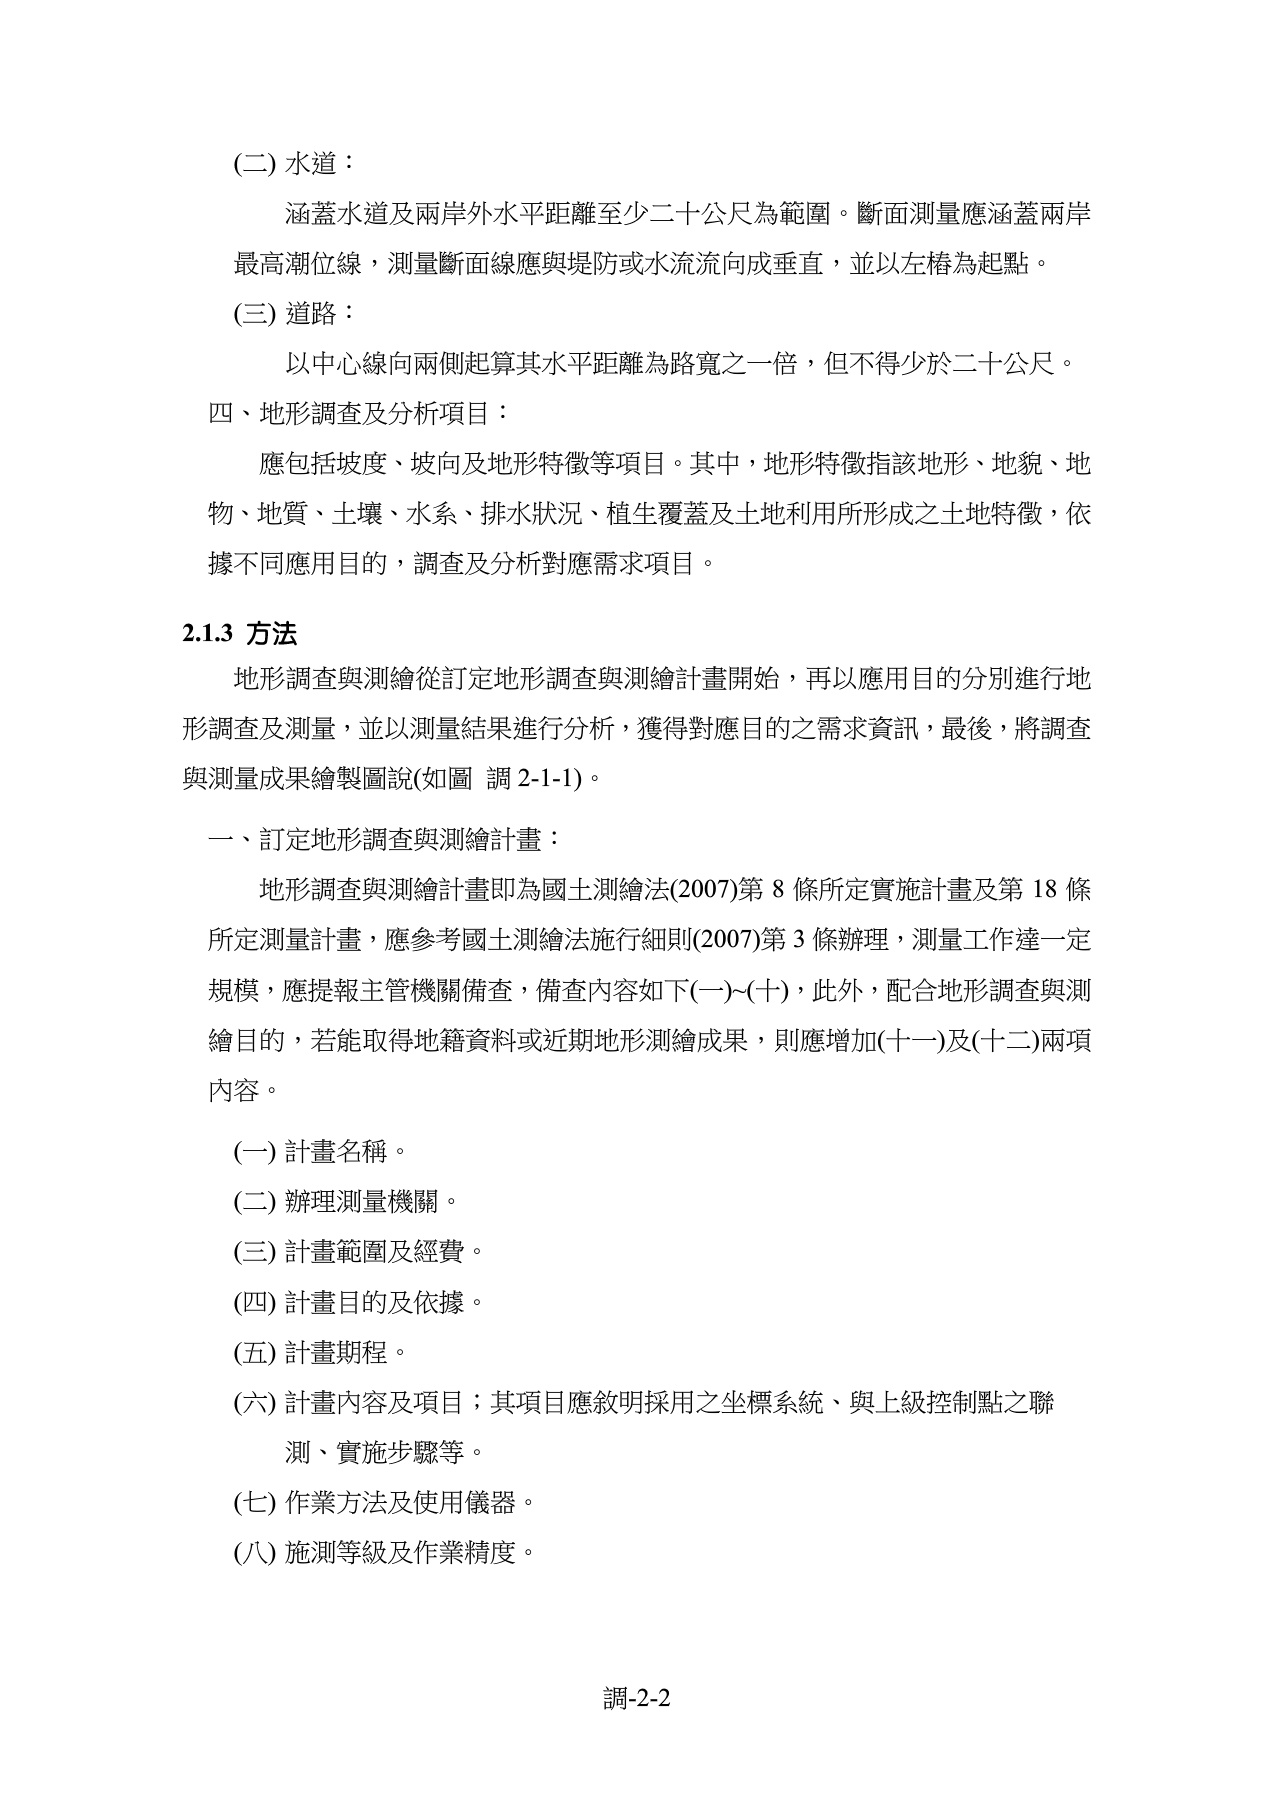 (二) 水道：
涵蓋水道及兩岸外水平距離至少二十公尺為範圍。斷面測量應涵蓋兩岸
最高潮位線，測量斷面線應與堤防或水流流向成垂直，並以左樁為起點。
(三) 道路：
以中心線向兩側起算其水平距離為路寬之一倍，但不得少於二十公尺。
四、地形調查及分析項目：
應包括坡度、坡向及地形特徵等項目。其中，地形特徵指該地形、地貌、地
物、地質、土壤、水系、排水狀況、植生覆蓋及土地利用所形成之土地特徵，依
據不同應用目的，調查及分析對應需求項目。
2.1.3 方法
地形調查與測繪從訂定地形調查與測繪計畫開始，再以應用目的分別進行地
形調查及測量，並以測量結果進行分析，獲得對應目的之需求資訊，最後，將調查
與測量成果繪製圖說(如圖 調 2-1-1)。
一、訂定地形調查與測繪計畫：
地形調查與測繪計畫即為國土測繪法(2007)第 8 條所定實施計畫及第 18 條
所定測量計畫，應參考國土測繪法施行細則(2007)第 3 條辦理，測量工作達一定
規模，應提報主管機關備查，備查內容如下(一)~(十)，此外，配合地形調查與測
繪目的，若能取得地籍資料或近期地形測繪成果，則應增加(十一)及(十二)兩項
內容。
(一) 計畫名稱。
(二) 辦理測量機關。
(三) 計畫範圍及經費。
(四) 計畫目的及依據。
(五) 計畫期程。
(六) 計畫內容及項目；其項目應敘明採用之坐標系統、與上級控制點之聯
測、實施步驟等。
(七) 作業方法及使用儀器。
(八) 施測等級及作業精度。
調-2-2